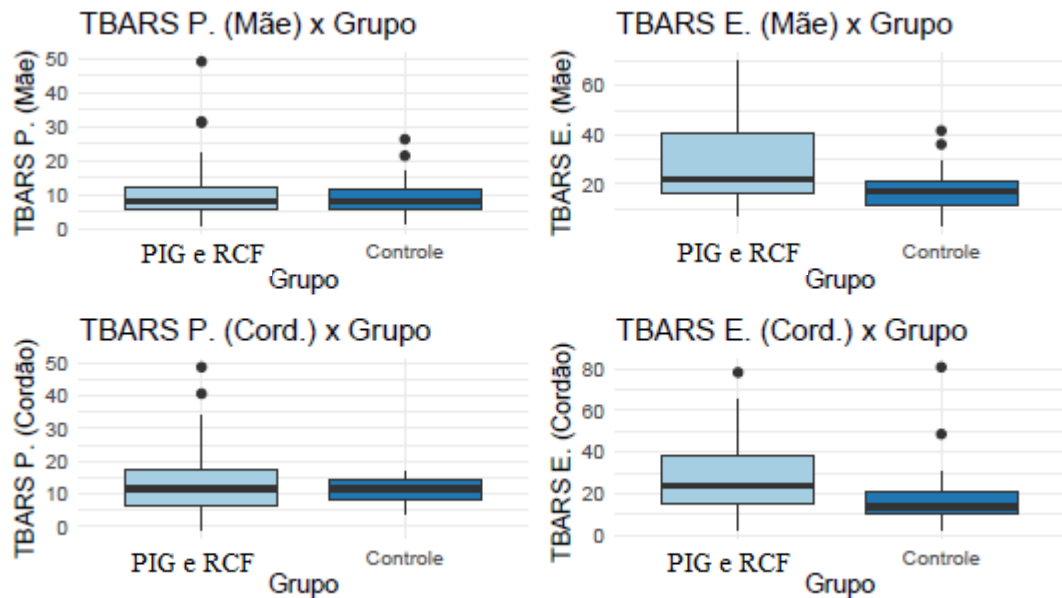 TBARS P. (Mãe) x Grupo
TBARS P. (Mãe)
50
40
30
20
10
0
PIG e RCF
Controle
Grupo
TBARS E. (Mãe) x Grupo
TBARS E. (Mãe)
60
40
20
PIG e RCF
Controle
Grupo
TBARS P. (Cord.) x Grupo
TBARS P. (Cordão)
50
40
30
20
10
0
PIG e RCF
Controle
Grupo
TBARS E. (Cord.) x Grupo
TBARS E. (Cordão)
80
60
40
20
0
PIG e RCF
Controle
Grupo